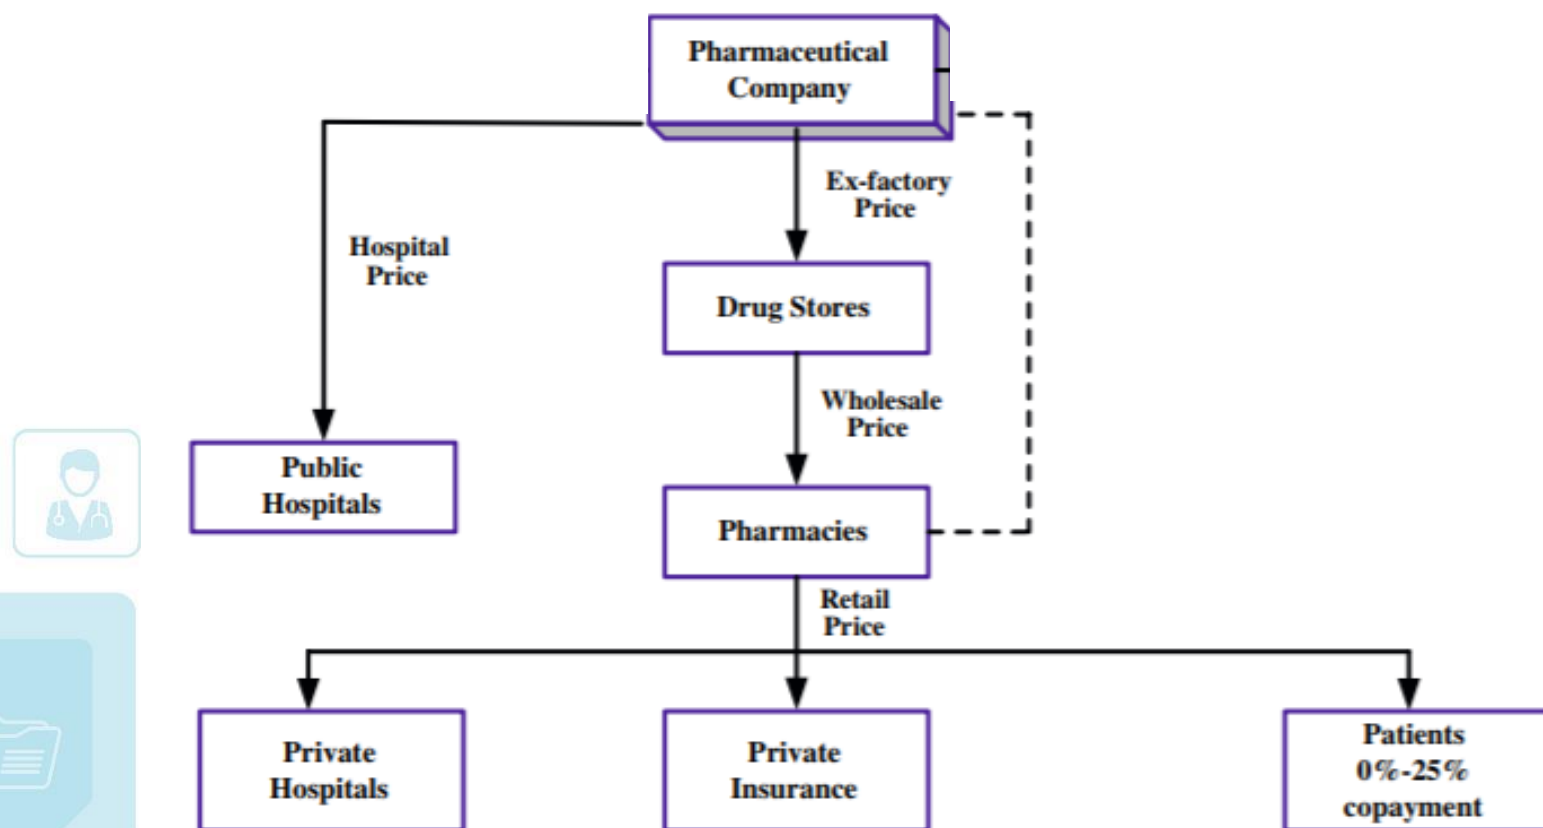 Pharmaceutical
Company
Ex-factory
Price
Hospital
Price
Drug Stores
Wholesale
Price
Public
Hospitals
Pharmacies
Retail
Price
Private
Hospitals
Private
Insurance
Patients
0%-25%
copayment